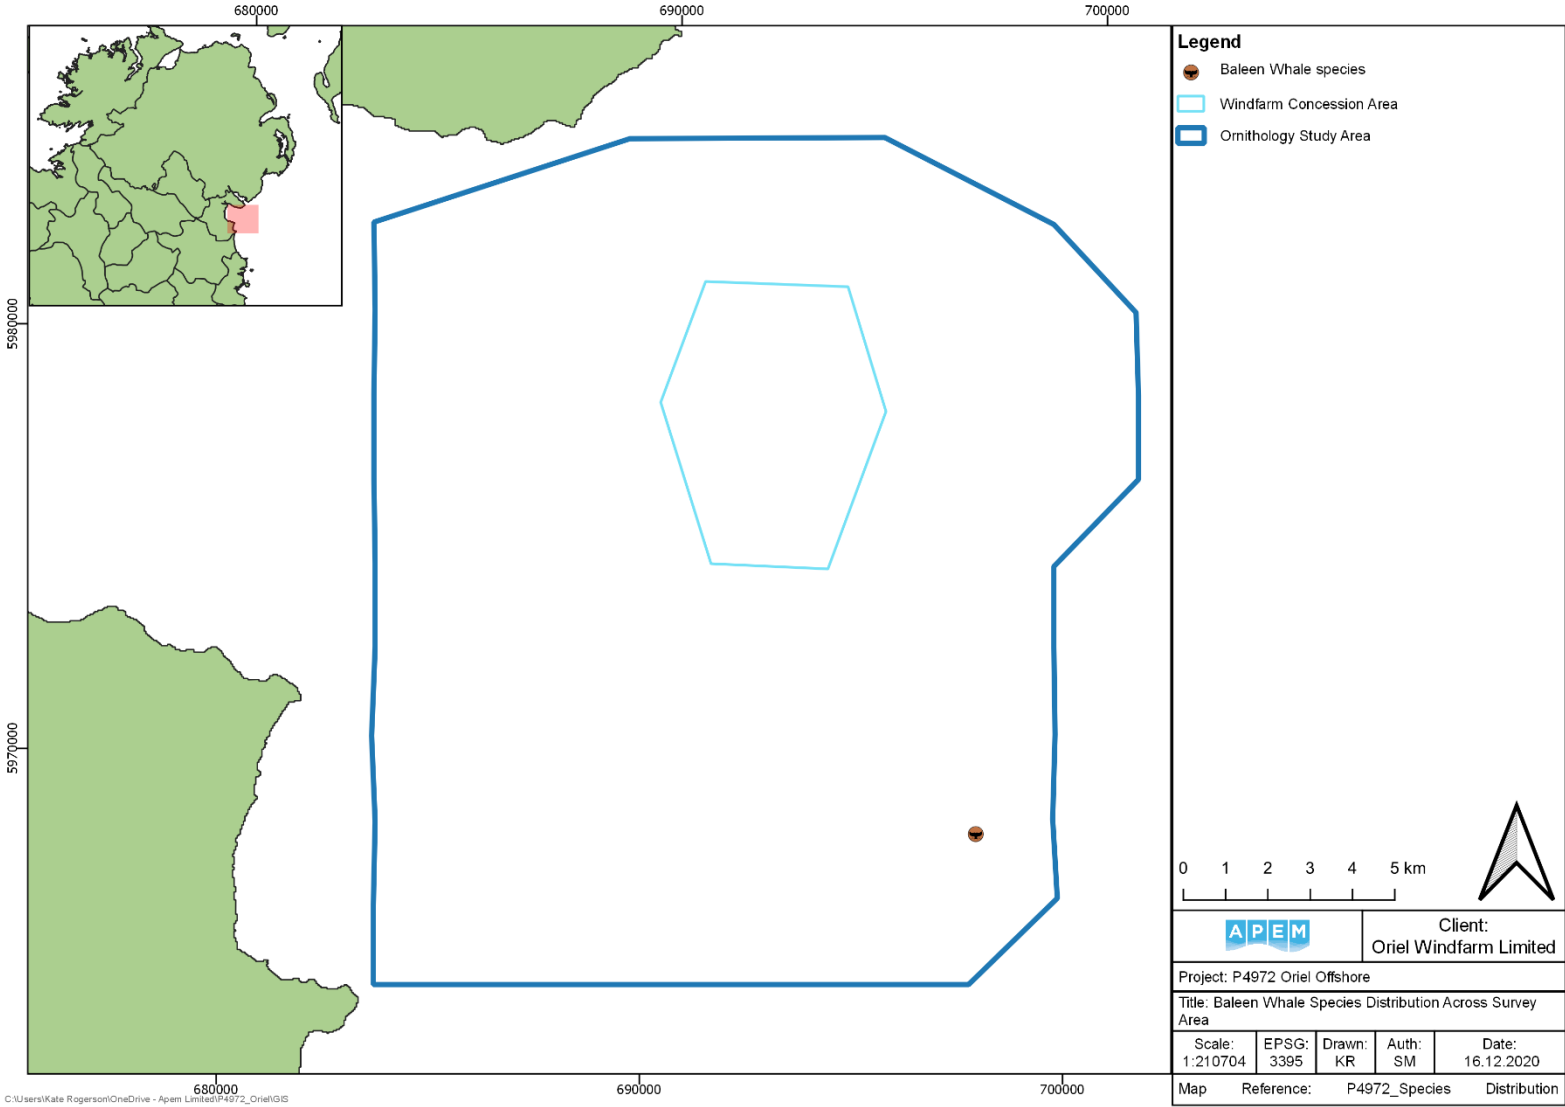 680000
690000
700000
5980000
5970000
680000
690000
700000
Legend
Baleen Whale species
Windfarm Concession Area
Ornithology Study Area
0 1 2 3 4 5 km
APEM
Client:
Oriel Windfarm Limited
Project: P4972 Oriel Offshore
Title: Baleen Whale Species Distribution Across Survey
Area
Scale:
1:210704
EPSG:
3395
Drawn:
KR
Auth:
SM
Date:
16.12.2020
Map Reference: P4972_Species Distribution
C:\Users\Kate Rogerson\OneDrive - Apem Limited\P4972_Oriel\GIS